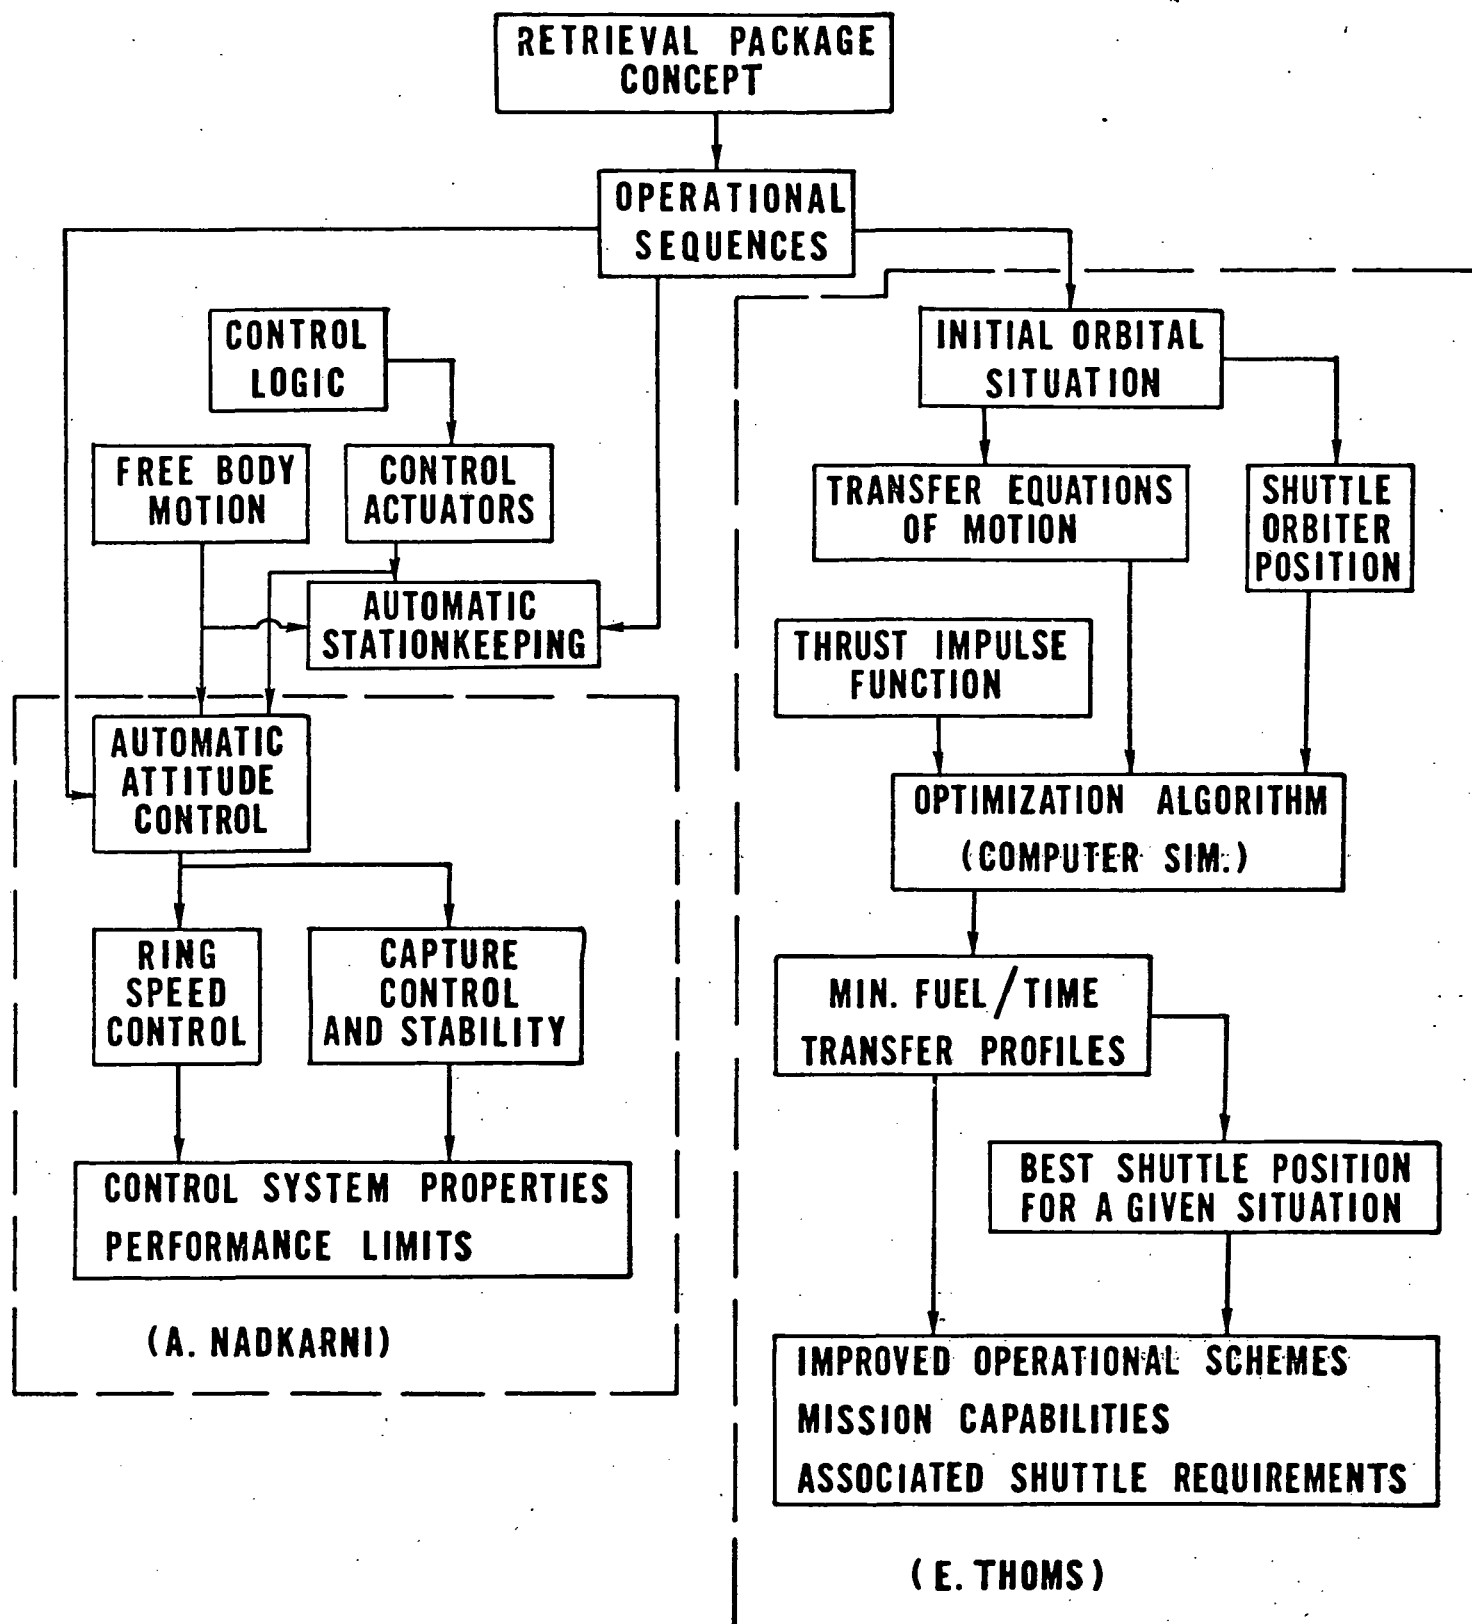 RETRIEVAL PACKAGE
CONCEPT
OPERATIONAL
SEQUENCES
CONTROL
LOGIC
FREE BODY
MOTION
CONTROL
ACTUATORS
AUTOMATIC
STATIONKEEPING
AUTOMATIC
ATTITUDE
CONTROL
RING
SPEED
CONTROL
CAPTURE
CONTROL
AND STABILITY
CONTROL SYSTEM PROPERTIES
PERFORMANCE LIMITS
(A. NADKARNI)
INITIAL ORBITAL
SITUATION
TRANSFER EQUATIONS
OF MOTION
SHUTTLE
ORBITER
POSITION
THRUST IMPULSE
FUNCTION
OPTIMIZATION ALGORITHM
(COMPUTER SIM.)
MIN. FUEL/TIME
TRANSFER PROFILES
BEST SHUTTLE POSITION
FOR A GIVEN SITUATION
IMPROVED OPERATIONAL SCHEMES
MISSION CAPABILITIES
ASSOCIATED SHUTTLE REQUIREMENTS
(E. THOMS)